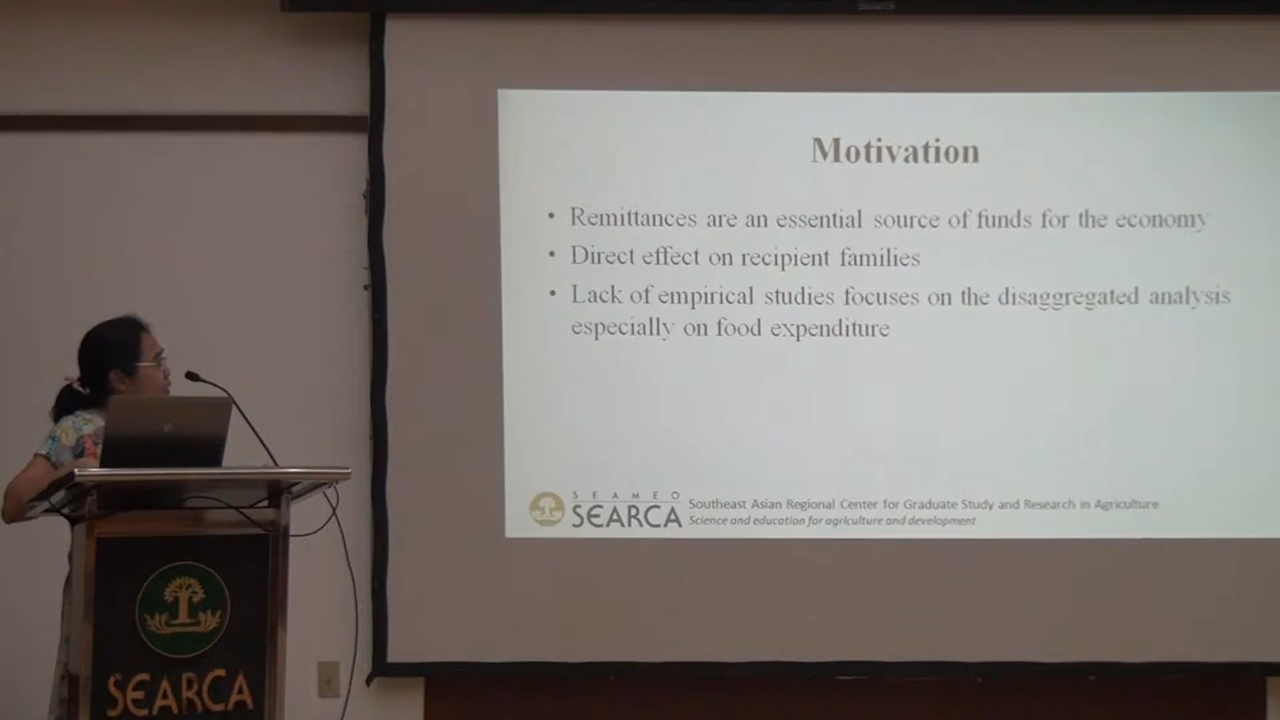 Motivation
• Remittances are an essential source of funds for the economy
• Direct effect on recipient families
• Lack of empirical studies focuses on the disaggregated analysis
especially on food expenditure
SEAMEO
SEARCA
Southeast Asian Regional Center for Graduate Study and Research in Agriculture
Science and education for agriculture and development
SEARCA